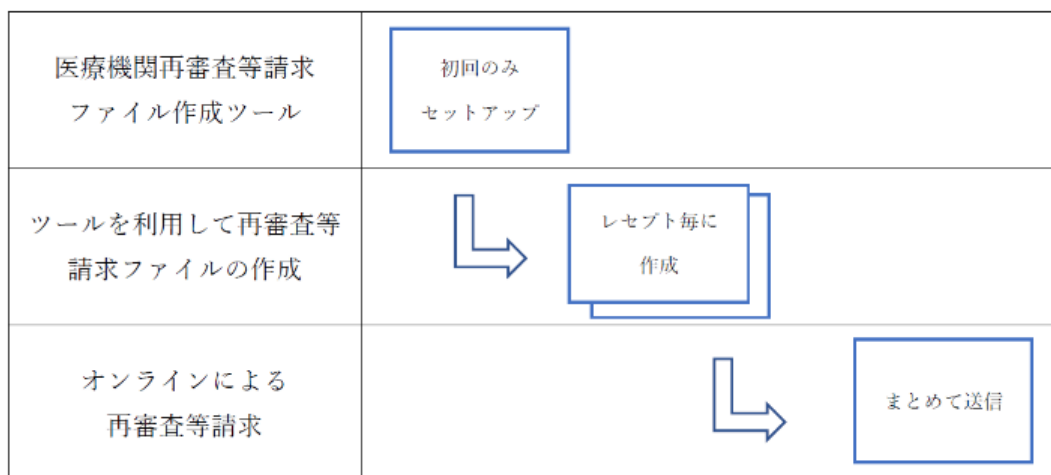 医療機関再審査等請求
ファイル作成ツール
初回のみ
セットアップ
ツールを利用して再審査等
請求ファイルの作成
レセプト毎に
作成
オンラインによる
再審査等請求
まとめて送信